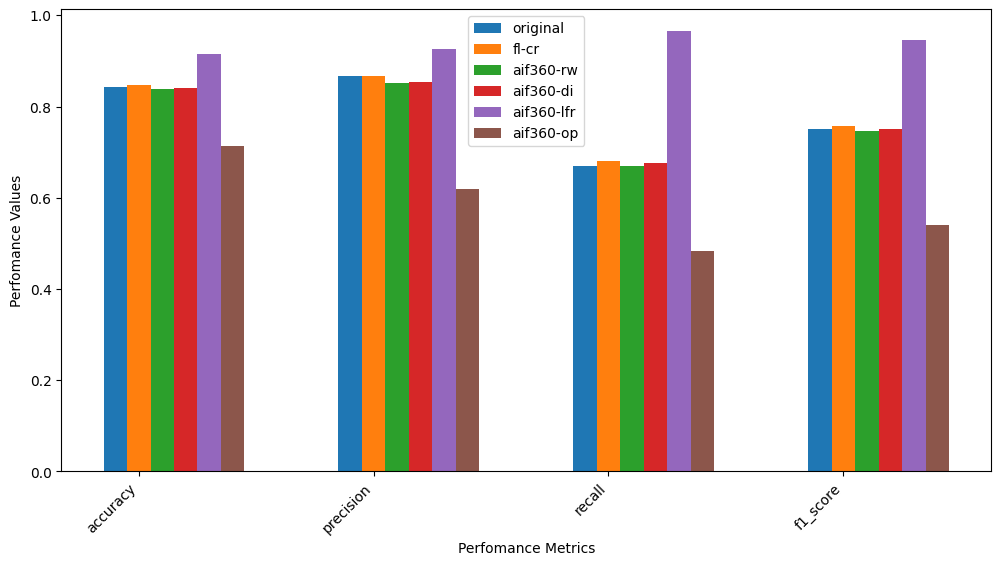 1.0
0.8
0.6
0.4
0.2
0.0
Perfomance Values
original
fl-cr
aif360-rw
aif360-di
aif360-lfr
aif360-op
accuracy
precision
recall
f1_score
Perfomance Metrics